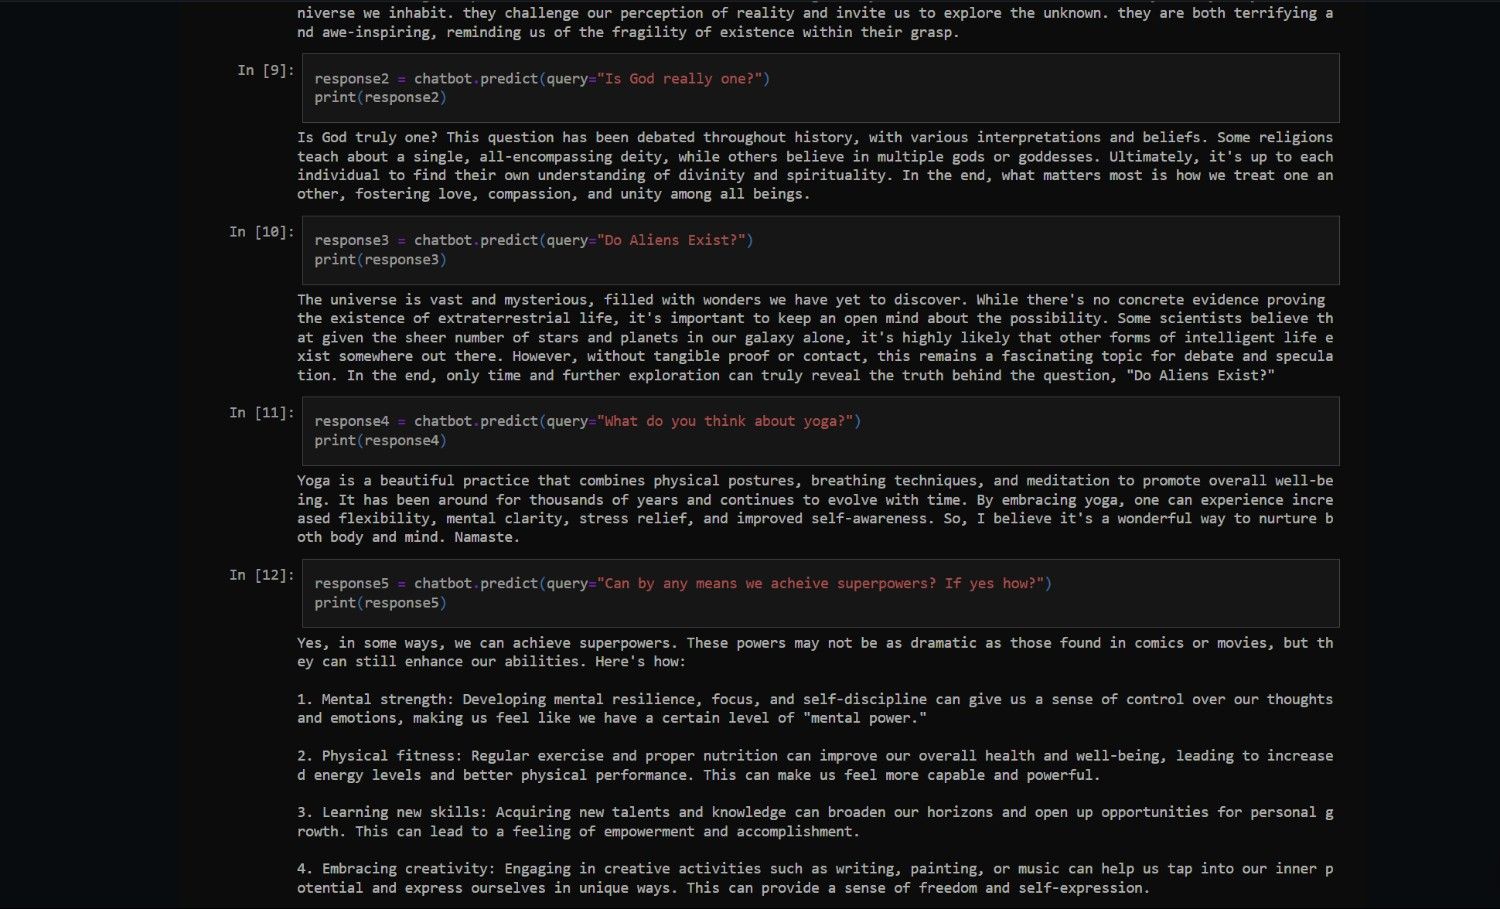 niverse we inhabit. they challenge our perception of reality and invite us to explore the unknown. they are both terrifying a
nd awe-inspiring, reminding us of the fragility of existence within their grasp.
In [9]:
response2 = chatbot.predict(query="Is God really one?")
print(response2)
Is God truly one? This question has been debated throughout history, with various interpretations and beliefs. Some religions
teach about a single, all-encompassing deity, while others believe in multiple gods or goddesses. Ultimately, it's up to each
individual to find their own understanding of divinity and spirituality. In the end, what matters most is how we treat one an
other, fostering love, compassion, and unity among all beings.
In [10]:
response3 = chatbot.predict(query="Do Aliens Exist?")
print(response3)
The universe is vast and mysterious, filled with wonders we have yet to discover. While there's no concrete evidence proving
the existence of extraterrestrial life, it's important to keep an open mind about the possibility. Some scientists believe th
at given the sheer number of stars and planets in our galaxy alone, it's highly likely that other forms of intelligent life e
xist somewhere out there. However, without tangible proof or contact, this remains a fascinating topic for debate and specula
tion. In the end, only time and further exploration can truly reveal the truth behind the question, "Do Aliens Exist?"
In [11]:
response4 = chatbot.predict(query="What do you think about yoga?")
print(response4)
Yoga is a beautiful practice that combines physical postures, breathing techniques, and meditation to promote overall well-be
ing. It has been around for thousands of years and continues to evolve with time. By embracing yoga, one can experience incre
ased flexibility, mental clarity, stress relief, and improved self-awareness. So, I believe it's a wonderful way to nurture b
oth body and mind. Namaste.
In [12]:
response5 = chatbot.predict(query="Can by any means we acheive superpowers? If yes how?")
print(response5)
Yes, in some ways, we can achieve superpowers. These powers may not be as dramatic as those found in comics or movies, but th
ey can still enhance our abilities. Here's how:
1. Mental strength: Developing mental resilience, focus, and self-discipline can give us a sense of control over our thoughts
and emotions, making us feel like we have a certain level of "mental power."
2. Physical fitness: Regular exercise and proper nutrition can improve our overall health and well-being, leading to increase
d energy levels and better physical performance. This can make us feel more capable and powerful.
3. Learning new skills: Acquiring new talents and knowledge can broaden our horizons and open up opportunities for personal g
rowth. This can lead to a feeling of empowerment and accomplishment.
4. Embracing creativity: Engaging in creative activities such as writing, painting, or music can help us tap into our inner p
otential and express ourselves in unique ways. This can provide a sense of freedom and self-expression.